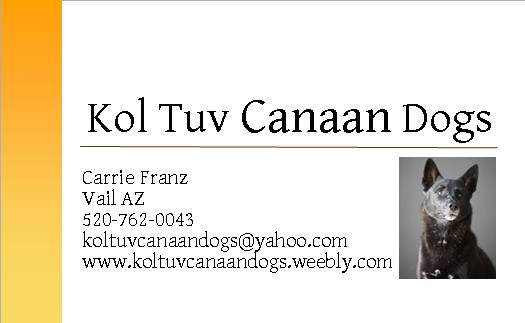 Kol Tuv Canaan Dogs
Carrie Franz
Vail AZ
520-762-0043
koltuvcanaandogs@yahoo.com
www.koltuvcanaandogs.weebly.com